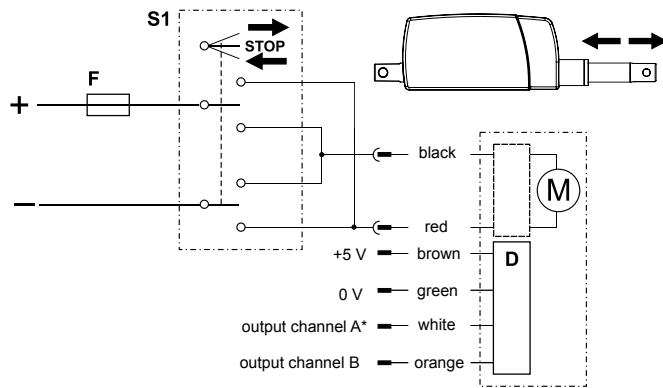 S1
STOP
F
+
−
black
M
red
+5 V brown
D
0 V green
output channel A* white
output channel B orange